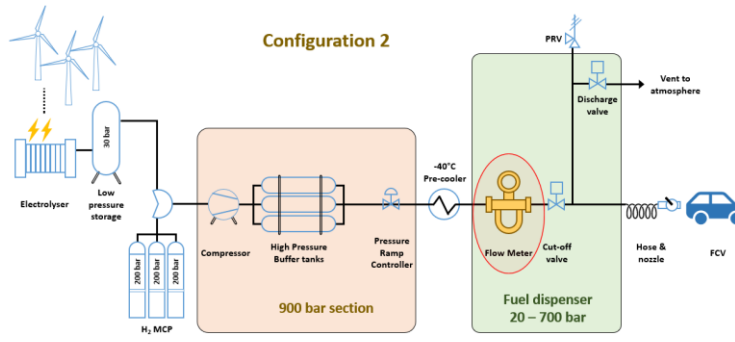 Configuration 2
PRV
Vent to
atmosphere
Discharge
valve
30 bar
-40°C
Pre-cooler
Electrolyser
Low
pressure
storage
Compressor
High Pressure
Buffer tanks
Pressure
Ramp
Controller
Flow Meter
Cut-off
valve
Hose &
nozzle
FCV
200 bar
200 bar
200 bar
H₂ MCP
900 bar section
Fuel dispenser
20 – 700 bar